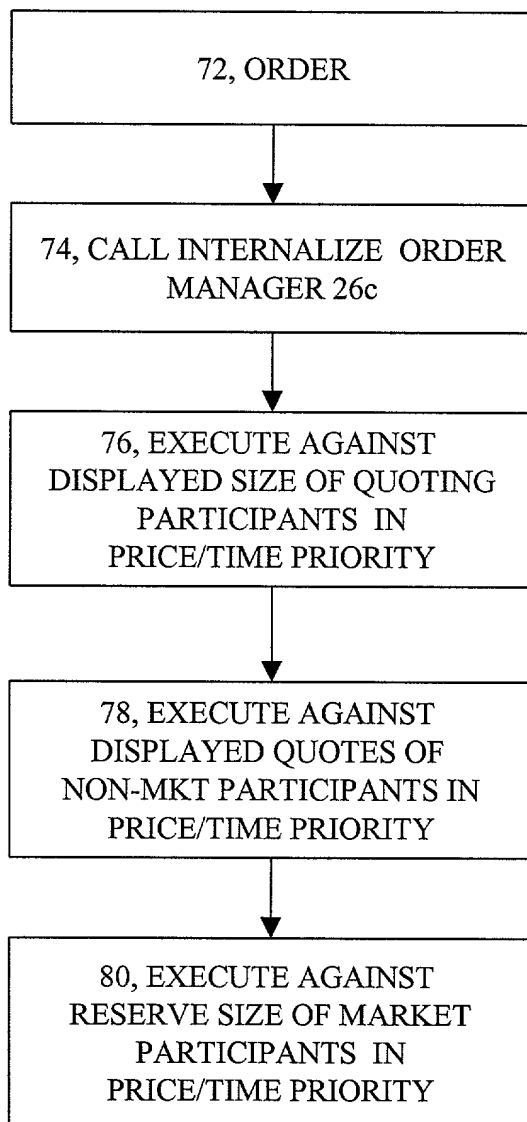 72, ORDER
74, CALL INTERNALIZE ORDER
MANAGER 26c
76, EXECUTE AGAINST
DISPLAYED SIZE OF QUOTING
PARTICIPANTS IN
PRICE/TIME PRIORITY
78, EXECUTE AGAINST
DISPLAYED QUOTES OF
NON-MKT PARTICIPANTS IN
PRICE/TIME PRIORITY
80, EXECUTE AGAINST
RESERVE SIZE OF MARKET
PARTICIPANTS IN
PRICE/TIME PRIORITY